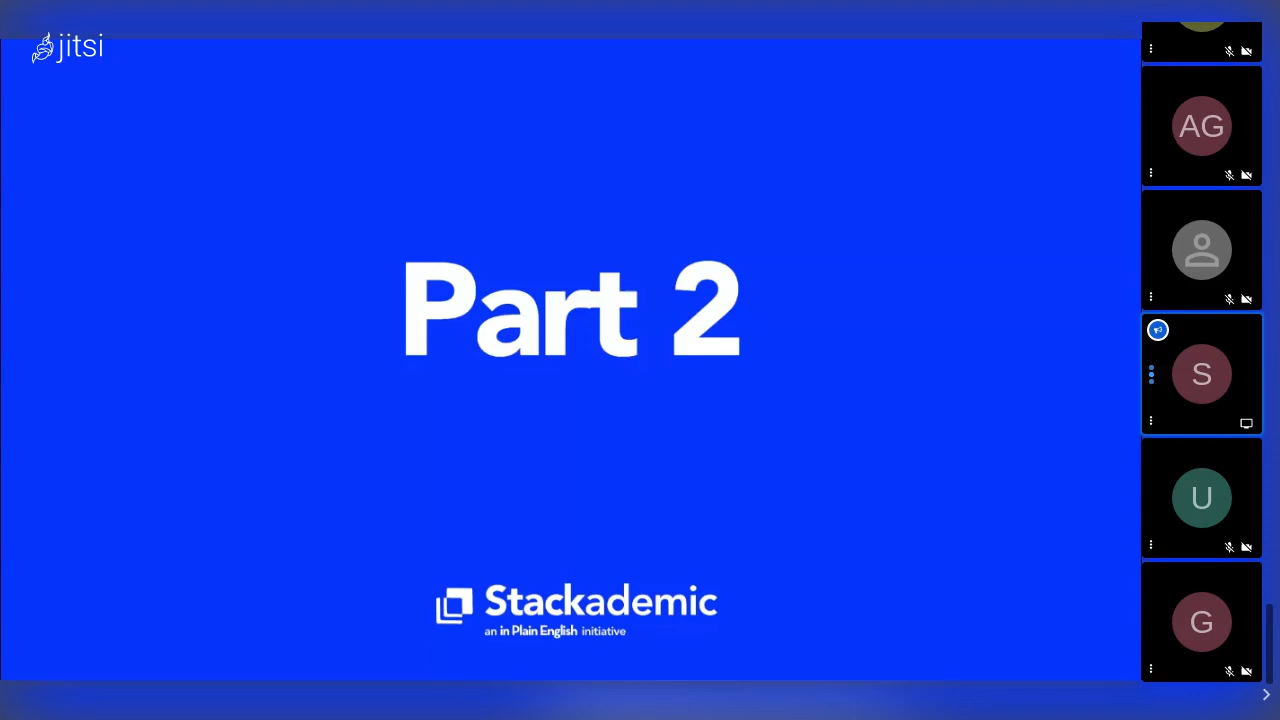 jitsi
Part 2
Stackademic
an in Plain English initiative
AG
S
U
G